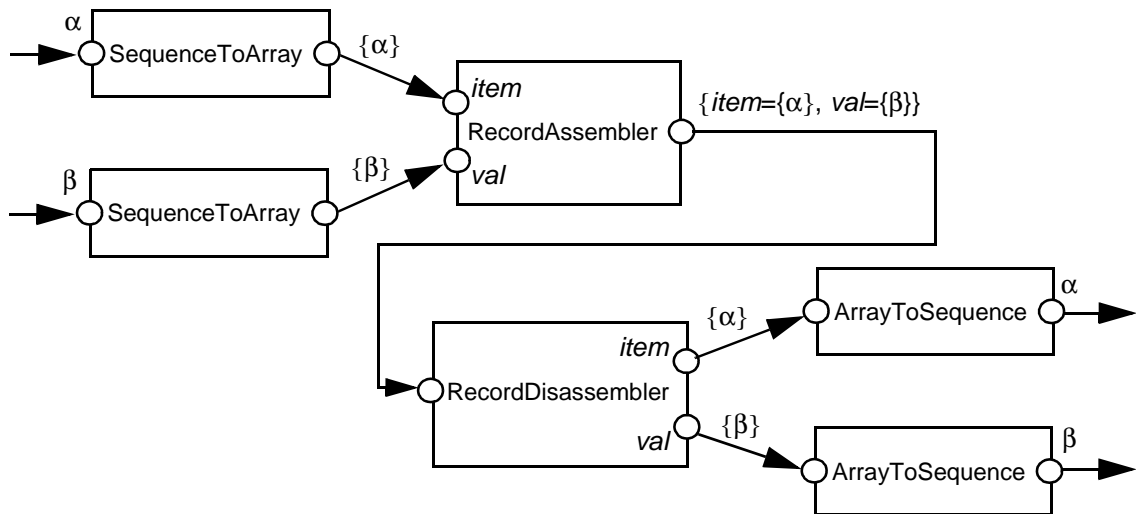 α
SequenceToArray
{α}
item
RecordAssembler
val
{item={α}, val={β}}
β
SequenceToArray
{β}
RecordDisassembler
item
val
{α}
ArrayToSequence
α
{β}
ArrayToSequence
β